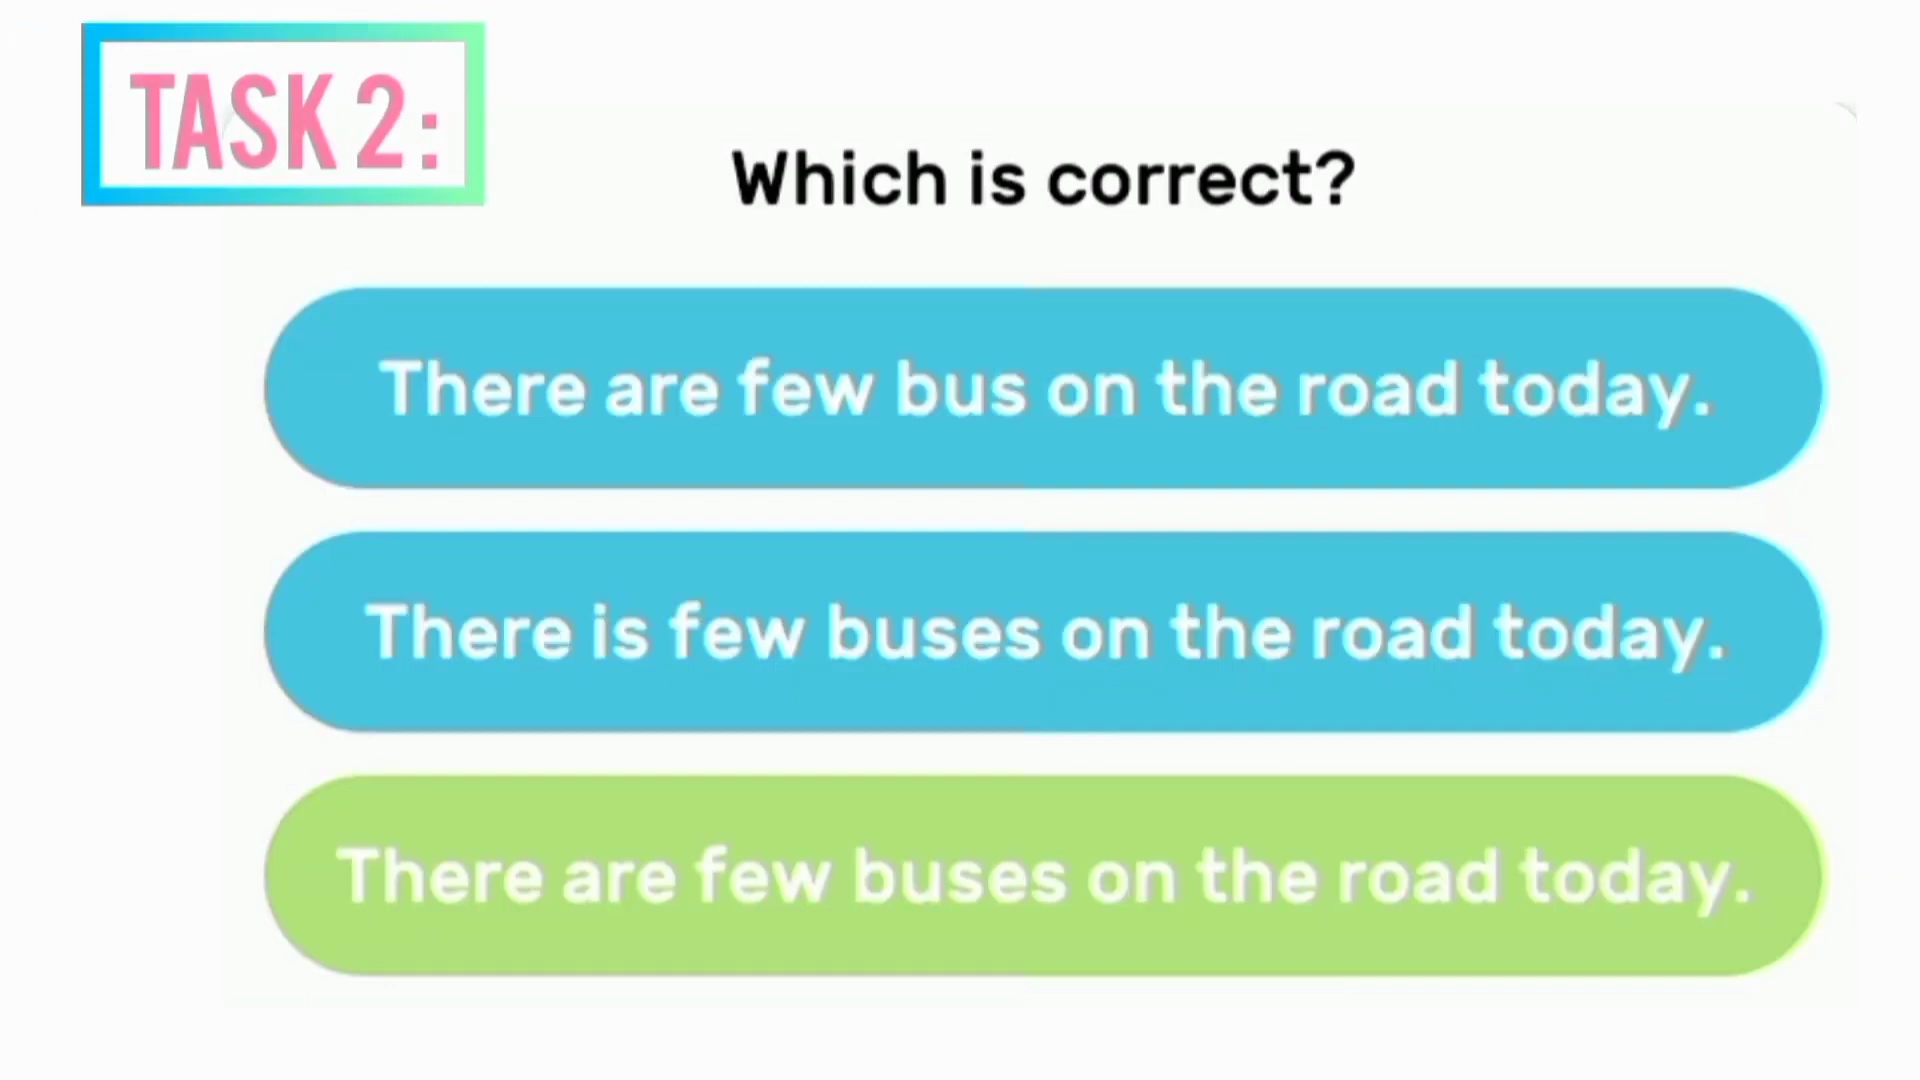 TASK 2:
Which is correct?
There are few bus on the road today.
There is few buses on the road today.
There are few buses on the road today.